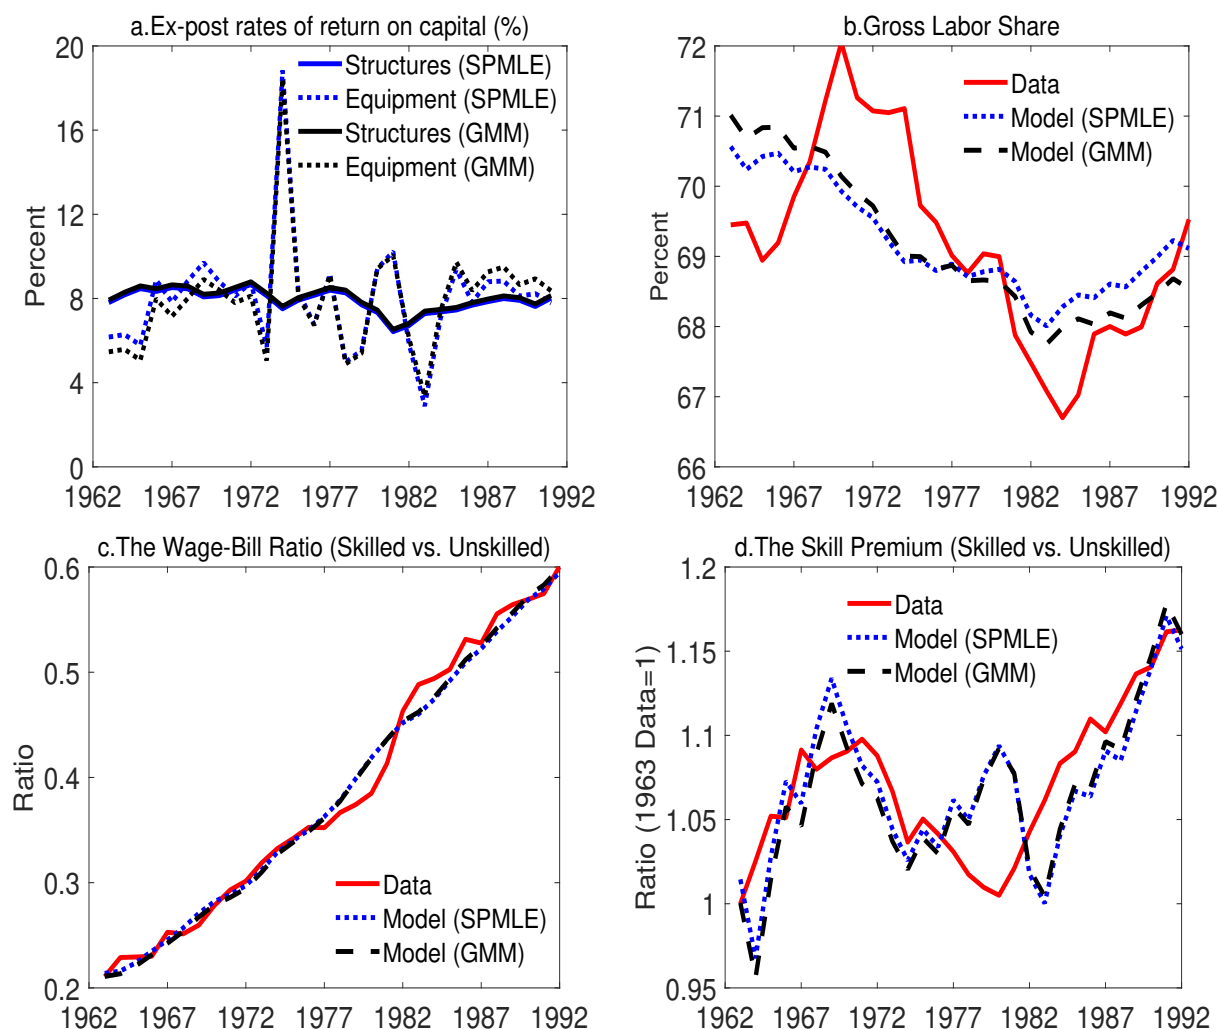 a.Ex-post rates of return on capital (%)
20
16
12
8
4
0
Percent
Structures (SPMLE)
Equipment (SPMLE)
Structures (GMM)
Equipment (GMM)
1962 1967 1972 1977 1982 1987 1992
b.Gross Labor Share
72
71
70
69
68
67
66
Percent
Data
Model (SPMLE)
Model (GMM)
1962 1967 1972 1977 1982 1987 1992
c.The Wage-Bill Ratio (Skilled vs. Unskilled)
0.6
0.5
0.4
0.3
0.2
Ratio
Data
Model (SPMLE)
Model (GMM)
1962 1967 1972 1977 1982 1987 1992
d.The Skill Premium (Skilled vs. Unskilled)
1.2
1.15
1.1
1.05
1
0.95
Ratio (1963 Data=1)
Data
Model (SPMLE)
Model (GMM)
1962 1967 1972 1977 1982 1987 1992